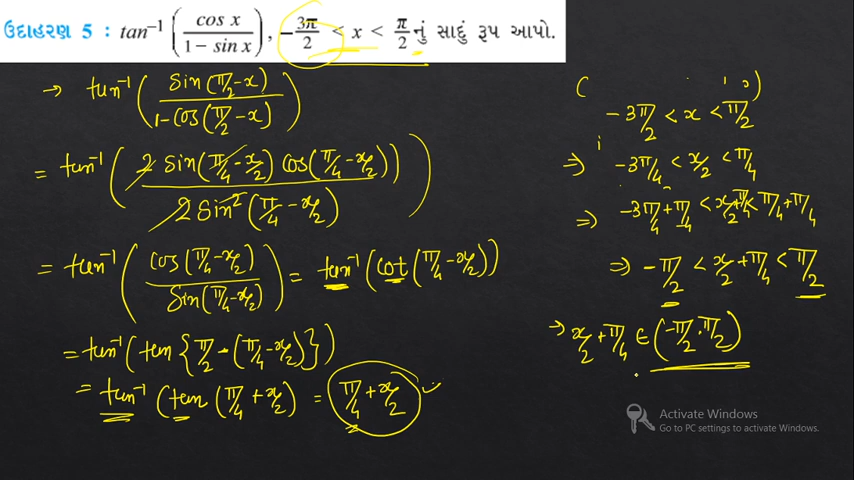 ઉદાહરણ 5 : tan⁻¹ (cos x / 1 − sin x), −3π/2 < x < π/2 નું સાદું રૂપ આપો.
→ tan⁻¹ (sin(π/2 − x) / 1 − cos(π/2 − x))
= tan⁻¹ (2 sin(π/4 − x/2) cos(π/4 − x/2)) / 2 sin²(π/4 − x/2))
= tan⁻¹ (cos(π/4 − x/2) / sin(π/4 − x/2)) = tan⁻¹ (cot(π/4 − x/2))
= tan⁻¹ (tan {π/2 − (π/4 − x/2)})
= tan⁻¹ (tan (π/4 + x/2) = π/4 + x/2
−3π/2 < x < π/2
⇒ −3π/4 < x/2 < π/4
⇒ −3π/4 + π/4 < x/2 + π/4 < π/4 + π/4
⇒ −π/2 < x/2 + π/4 < π/2
→ x/2 + π/4 ∈ (−π/2, π/2)
Activate Windows
Go to PC settings to activate Windows.